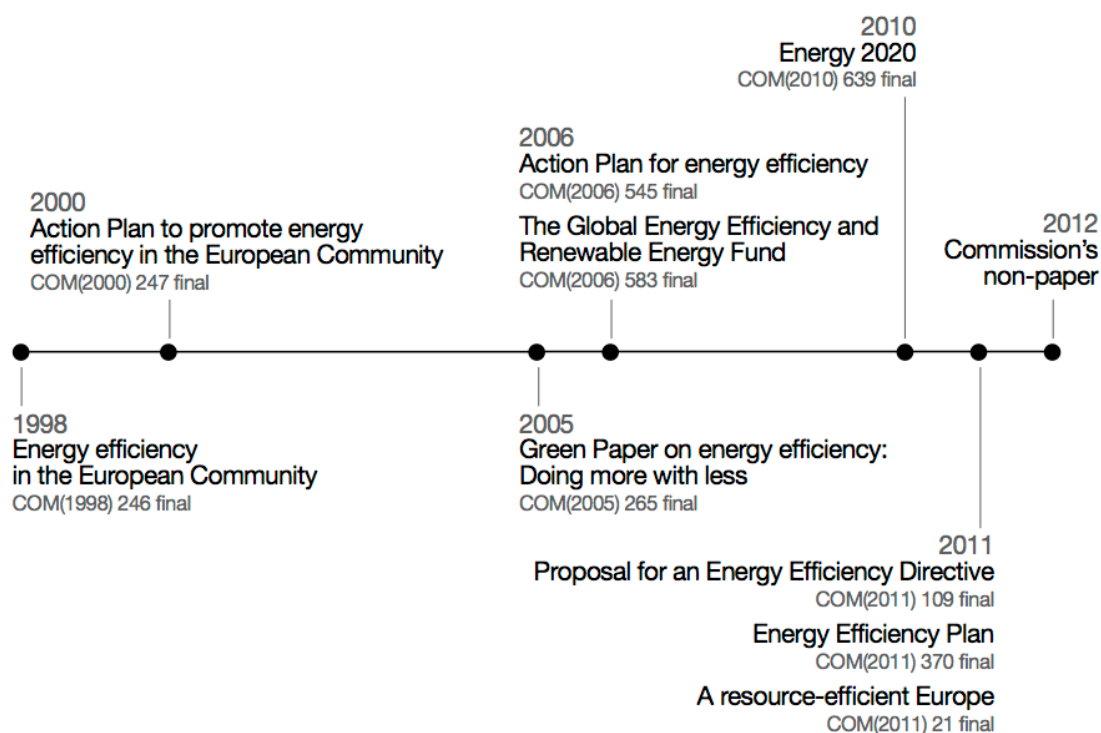 2010
Energy 2020
COM(2010) 639 final
2006
Action Plan for energy efficiency
COM(2006) 545 final
The Global Energy Efficiency and
Renewable Energy Fund
COM(2006) 583 final
2000
Action Plan to promote energy
efficiency in the European Community
COM(2000) 247 final
2012
Commission's
non-paper
1998
Energy efficiency
in the European Community
COM(1998) 246 final
2005
Green Paper on energy efficiency:
Doing more with less
COM(2005) 265 final
2011
Proposal for an Energy Efficiency Directive
COM(2011) 109 final
Energy Efficiency Plan
COM(2011) 370 final
A resource-efficient Europe
COM(2011) 21 final